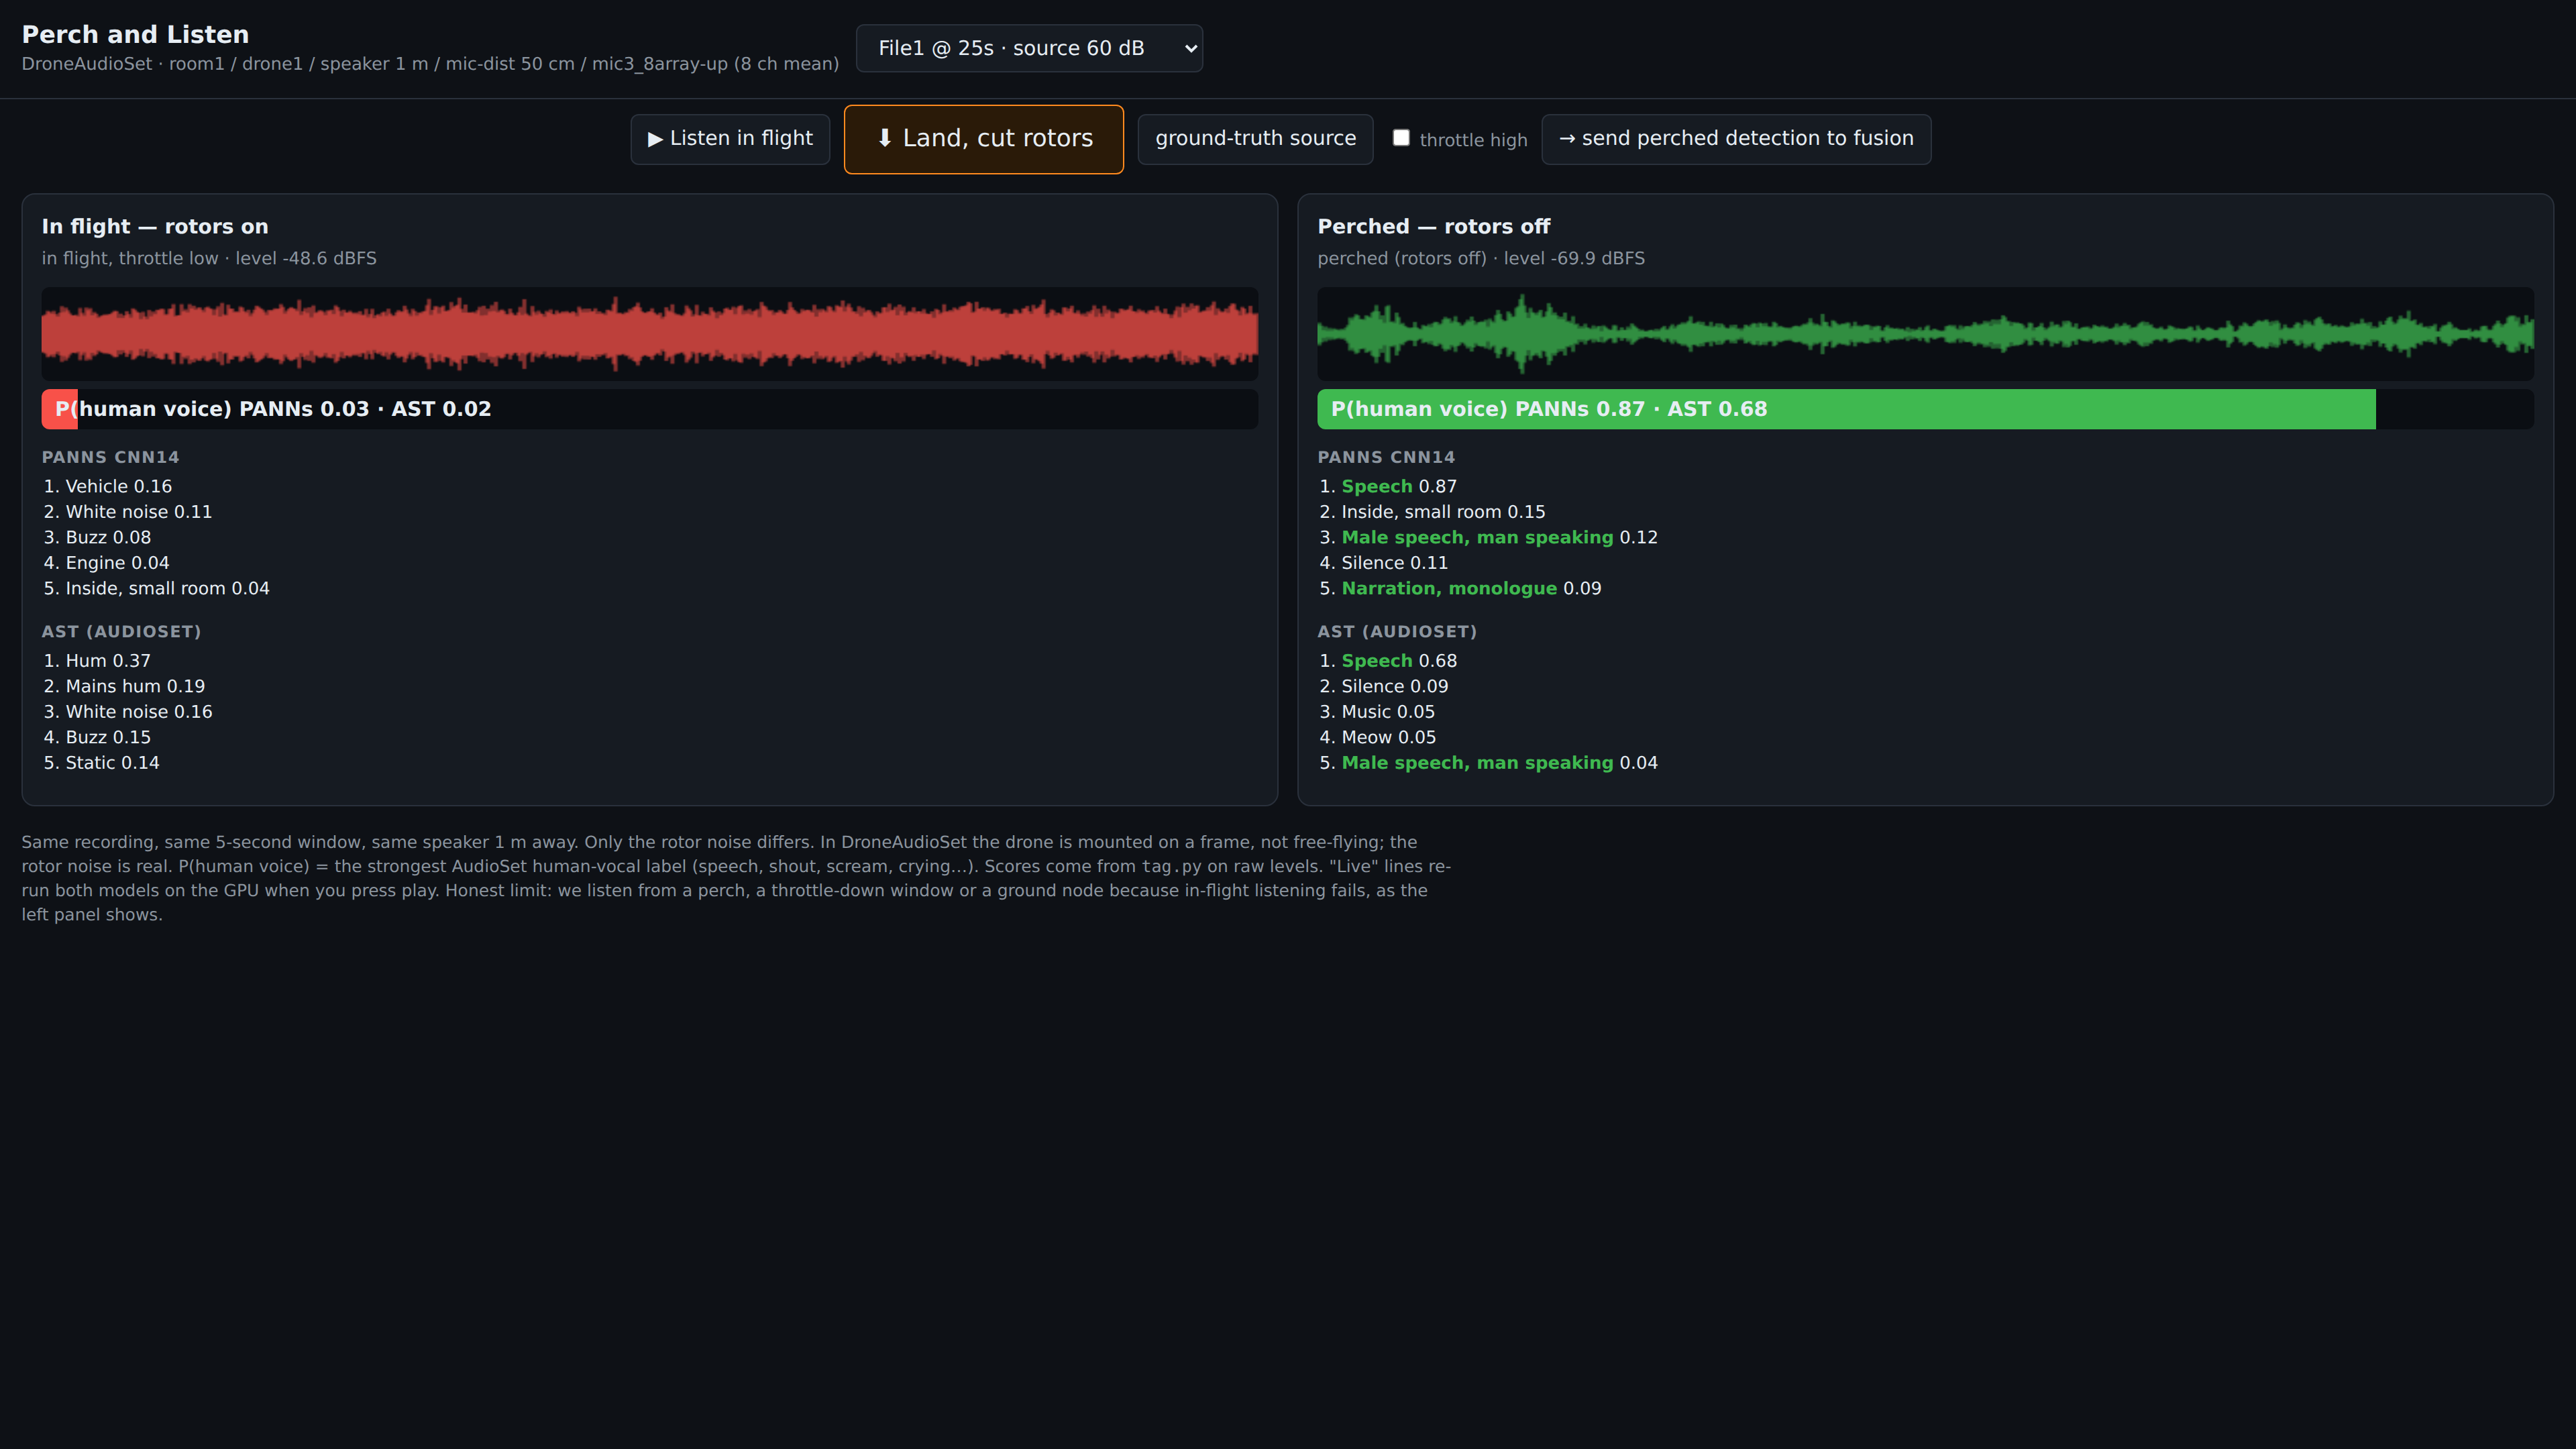 Perch and Listen
DroneAudioSet · room1 / drone1 / speaker 1 m / mic-dist 50 cm / mic3_8array-up (8 ch mean)
File1 @ 25s · source 60 dB
▶ Listen in flight
⬇ Land, cut rotors
ground-truth source
throttle high
→ send perched detection to fusion
In flight — rotors on
in flight, throttle low · level -48.6 dBFS
P(human voice) PANNs 0.03 · AST 0.02
PANNS CNN14
1. Vehicle 0.16
2. White noise 0.11
3. Buzz 0.08
4. Engine 0.04
5. Inside, small room 0.04
AST (AUDIOSET)
1. Hum 0.37
2. Mains hum 0.19
3. White noise 0.16
4. Buzz 0.15
5. Static 0.14
Perched — rotors off
perched (rotors off) · level -69.9 dBFS
P(human voice) PANNs 0.87 · AST 0.68
PANNS CNN14
1. Speech 0.87
2. Inside, small room 0.15
3. Male speech, man speaking 0.12
4. Silence 0.11
5. Narration, monologue 0.09
AST (AUDIOSET)
1. Speech 0.68
2. Silence 0.09
3. Music 0.05
4. Meow 0.05
5. Male speech, man speaking 0.04
Same recording, same 5-second window, same speaker 1 m away. Only the rotor noise differs. In DroneAudioSet the drone is mounted on a frame, not free-flying; the
rotor noise is real. P(human voice) = the strongest AudioSet human-vocal label (speech, shout, scream, crying…). Scores come from tag.py on raw levels. "Live" lines re-
run both models on the GPU when you press play. Honest limit: we listen from a perch, a throttle-down window or a ground node because in-flight listening fails, as the
left panel shows.